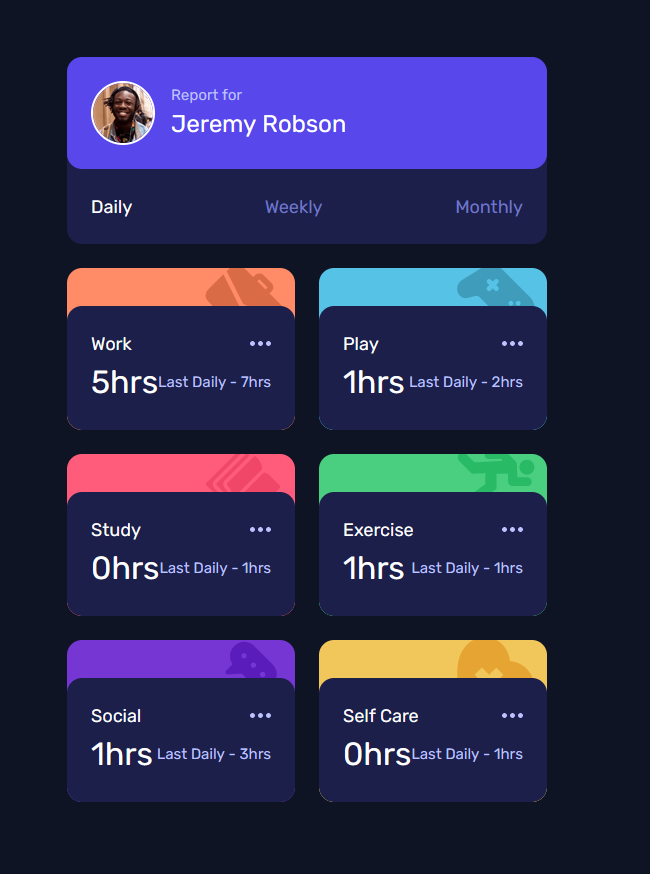 Report for
Jeremy Robson
Daily Weekly Monthly
Work
5hrs Last Daily - 7hrs
Play
1hrs Last Daily - 2hrs
Study
0hrs Last Daily - 1hrs
Exercise
1hrs Last Daily - 1hrs
Social
1hrs Last Daily - 3hrs
Self Care
0hrs Last Daily - 1hrs